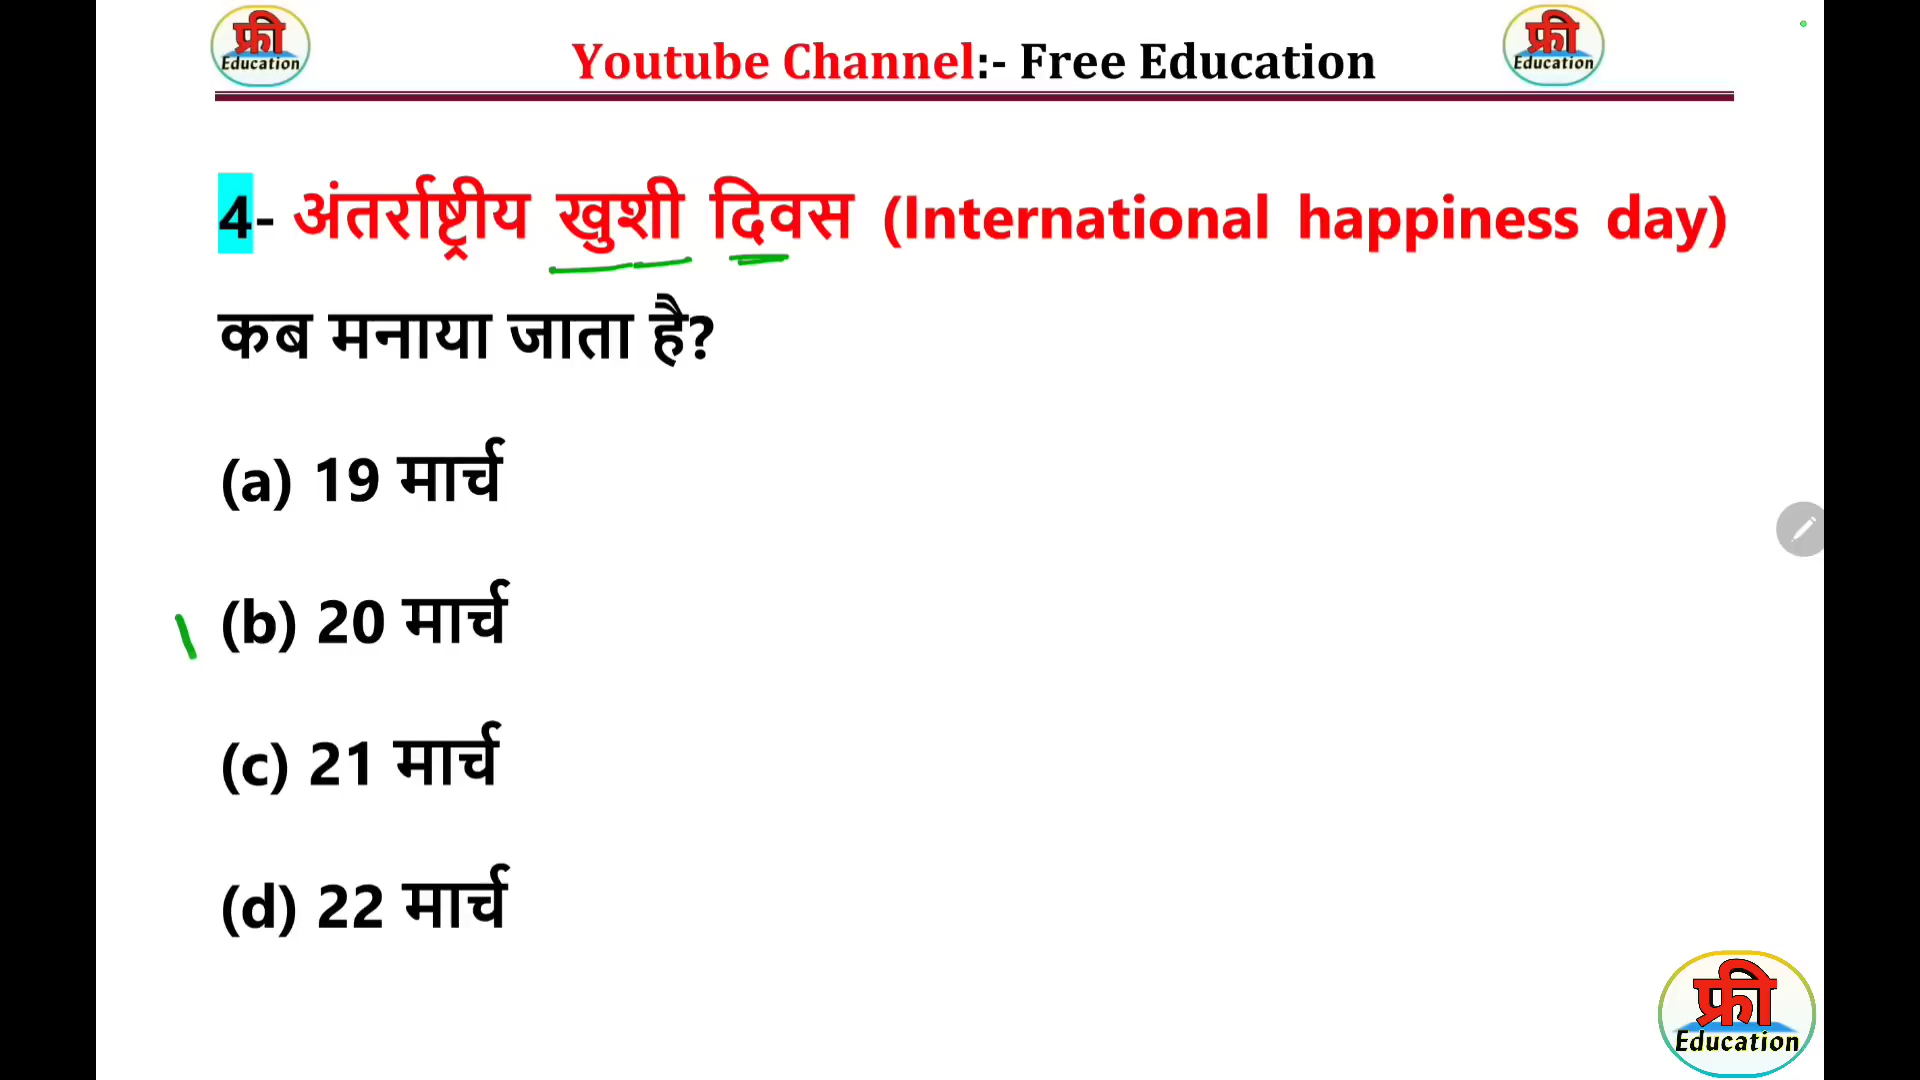 फ्री
Education
Youtube Channel:- Free Education
फ्री
Education
4- अंतर्राष्ट्रीय खुशी दिवस (International happiness day)
कब मनाया जाता है?
(a) 19 मार्च
(b) 20 मार्च
(c) 21 मार्च
(d) 22 मार्च
फ्री
Education